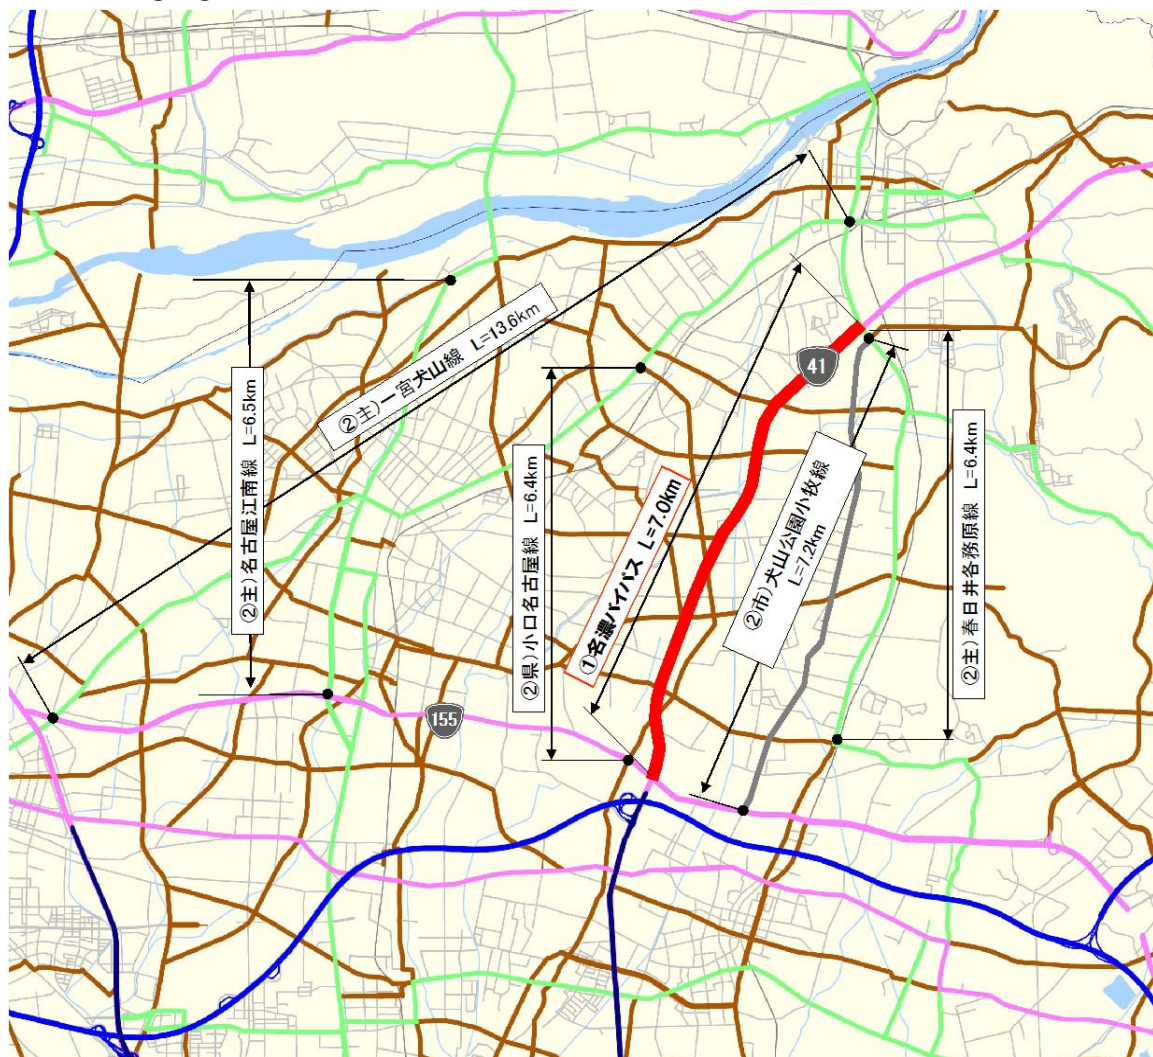 ②主)一宮犬山線 L=13.6km
②主)名古屋江南線 L=6.5km
41
②県)小口名古屋線 L=6.4km
①名濃バイパス L=7.0km
②市)犬山公園小牧線
L=7.2km
②主)春日井各務原線 L=6.4km
155